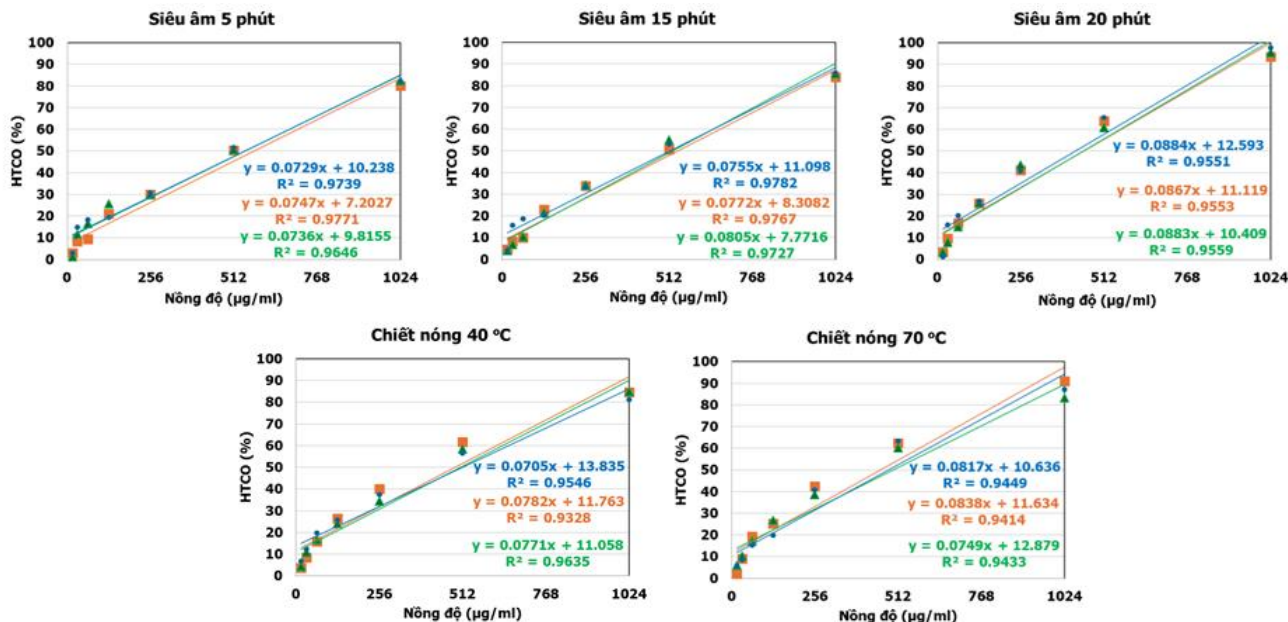 Siêu âm 5 phút
HTCO (%)
100
90
80
70
60
50
40
30
20
10
0
y = 0.0729x + 10.238
R² = 0.9739
y = 0.0747x + 7.2027
R² = 0.9771
y = 0.0736x + 9.8155
R² = 0.9646
0 256 512 768 1024
Nồng độ (µg/ml)
Siêu âm 15 phút
HTCO (%)
100
90
80
70
60
50
40
30
20
10
0
y = 0.0755x + 11.098
R² = 0.9782
y = 0.0772x + 8.3082
R² = 0.9767
y = 0.0805x + 7.7716
R² = 0.9727
0 256 512 768 1024
Nồng độ (µg/ml)
Siêu âm 20 phút
HTCO (%)
100
90
80
70
60
50
40
30
20
10
0
y = 0.0884x + 12.593
R² = 0.9551
y = 0.0867x + 11.119
R² = 0.9553
y = 0.0883x + 10.409
R² = 0.9559
0 256 512 768 1024
Nồng độ (µg/ml)
Chiết nóng 40 ºC
HTCO (%)
100
90
80
70
60
50
40
30
20
10
0
y = 0.0705x + 13.835
R² = 0.9546
y = 0.0782x + 11.763
R² = 0.9328
y = 0.0771x + 11.058
R² = 0.9635
0 256 512 768 1024
Nồng độ (µg/ml)
Chiết nóng 70 ºC
HTCO (%)
100
90
80
70
60
50
40
30
20
10
0
y = 0.0817x + 10.636
R² = 0.9449
y = 0.0838x + 11.634
R² = 0.9414
y = 0.0749x + 12.879
R² = 0.9433
0 256 512 768 1024
Nồng độ (µg/ml)